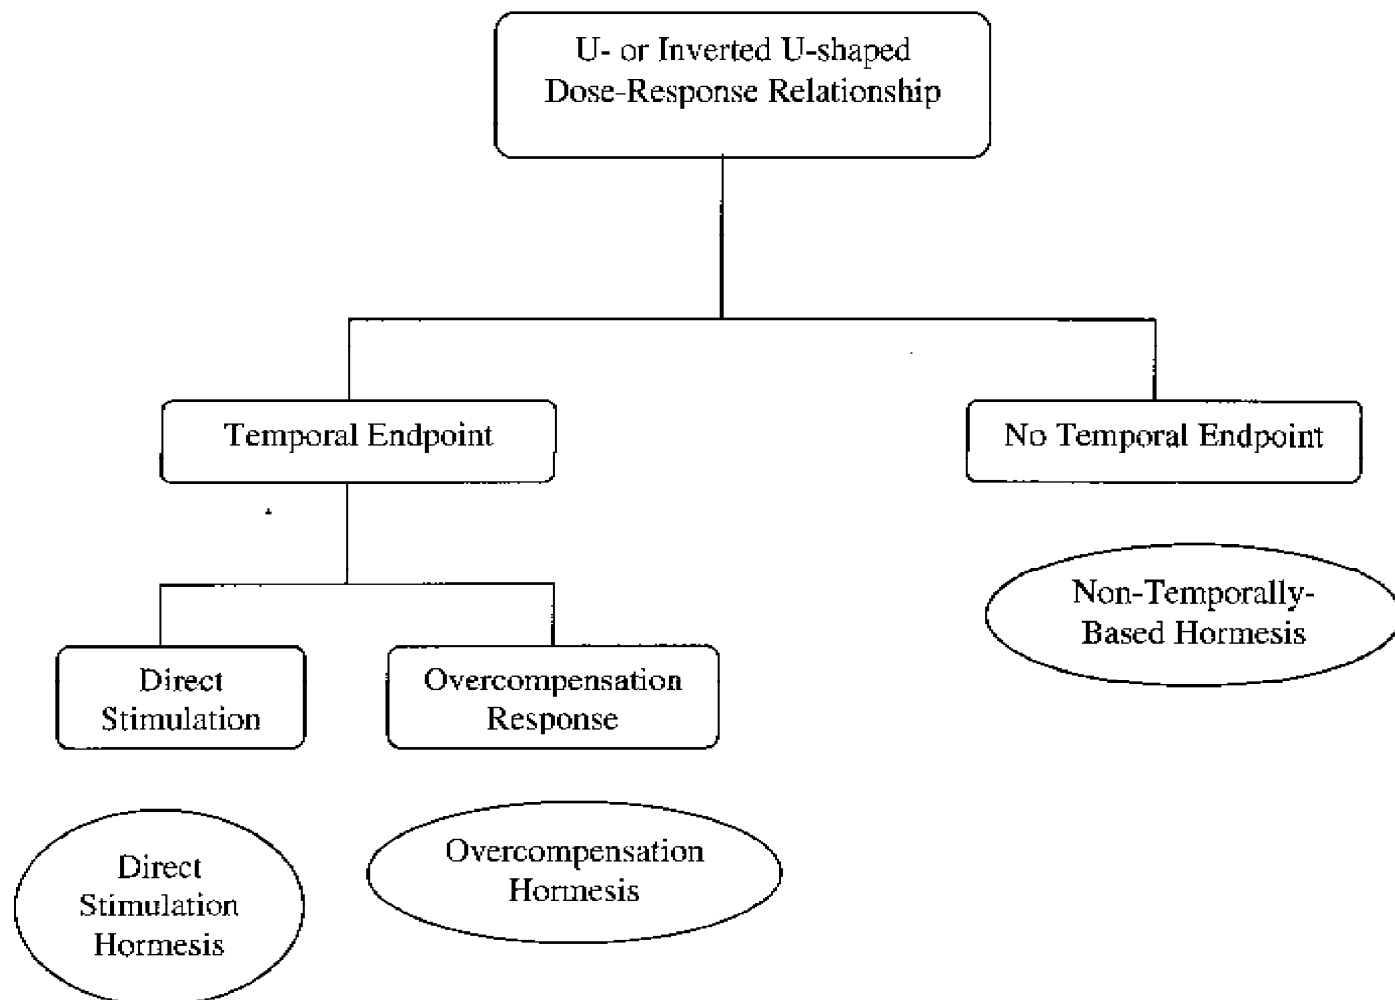 U- or Inverted U-shaped
Dose-Response Relationship
Temporal Endpoint
No Temporal Endpoint
Non-Temporally-
Based Hormesis
Direct
Stimulation
Overcompensation
Response
Direct
Stimulation
Hormesis
Overcompensation
Hormesis